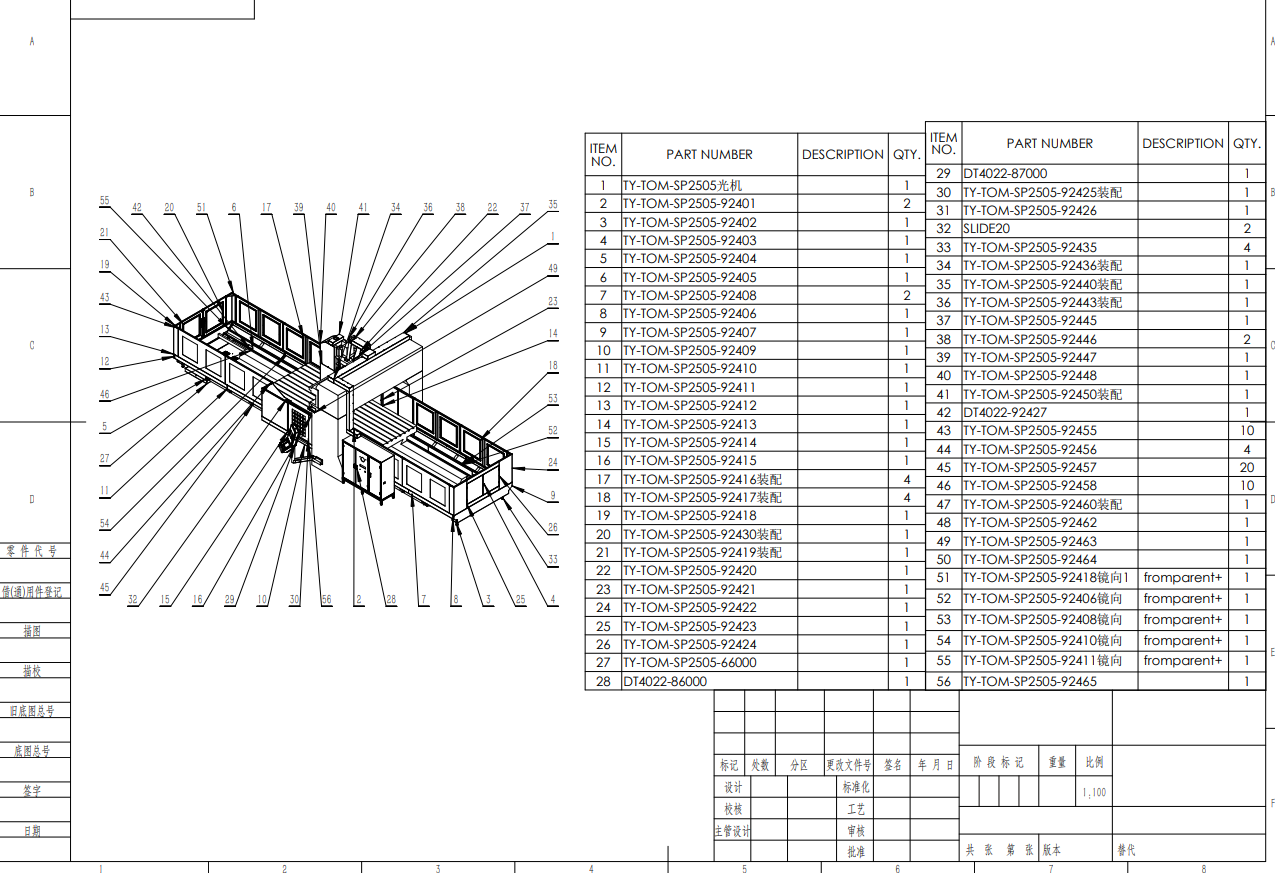 A
B
C
D
零件代号
借(通)用件登记
描图
描校
旧底图总号
底图总号
签字
日期
A
B
C
D
E
F
55 42 20 51 6 17 39 40 41 34 36 38 22 37 35
21
19
43
13
12
46
5
27
11
54
44
45
1
49
23
14
18
53
52
24
9
26
33
32 15 16 29 10 30 56 2 28 7 8 3 25 4
ITEM NO. PART NUMBER DESCRIPTION QTY.
1 TY-TOM-SP2505光机 1
2 TY-TOM-SP2505-92401 2
3 TY-TOM-SP2505-92402 1
4 TY-TOM-SP2505-92403 1
5 TY-TOM-SP2505-92404 1
6 TY-TOM-SP2505-92405 1
7 TY-TOM-SP2505-92408 2
8 TY-TOM-SP2505-92406 1
9 TY-TOM-SP2505-92407 1
10 TY-TOM-SP2505-92409 1
11 TY-TOM-SP2505-92410 1
12 TY-TOM-SP2505-92411 1
13 TY-TOM-SP2505-92412 1
14 TY-TOM-SP2505-92413 1
15 TY-TOM-SP2505-92414 1
16 TY-TOM-SP2505-92415 1
17 TY-TOM-SP2505-92416装配 4
18 TY-TOM-SP2505-92417装配 4
19 TY-TOM-SP2505-92418 1
20 TY-TOM-SP2505-92430装配 1
21 TY-TOM-SP2505-92419装配 1
22 TY-TOM-SP2505-92420 1
23 TY-TOM-SP2505-92421 1
24 TY-TOM-SP2505-92422 1
25 TY-TOM-SP2505-92423 1
26 TY-TOM-SP2505-92424 1
27 TY-TOM-SP2505-66000 1
28 DT4022-86000 1
ITEM NO. PART NUMBER DESCRIPTION QTY.
29 DT4022-87000 1
30 TY-TOM-SP2505-92425装配 1
31 TY-TOM-SP2505-92426 1
32 SLIDE20 2
33 TY-TOM-SP2505-92435 4
34 TY-TOM-SP2505-92436装配 1
35 TY-TOM-SP2505-92440装配 1
36 TY-TOM-SP2505-92443装配 1
37 TY-TOM-SP2505-92445 1
38 TY-TOM-SP2505-92446 2
39 TY-TOM-SP2505-92447 1
40 TY-TOM-SP2505-92448 1
41 TY-TOM-SP2505-92450装配 1
42 DT4022-92427 1
43 TY-TOM-SP2505-92455 10
44 TY-TOM-SP2505-92456 4
45 TY-TOM-SP2505-92457 20
46 TY-TOM-SP2505-92458 10
47 TY-TOM-SP2505-92460装配 1
48 TY-TOM-SP2505-92462 1
49 TY-TOM-SP2505-92463 1
50 TY-TOM-SP2505-92464 1
51 TY-TOM-SP2505-92418镜向1 fromparent+ 1
52 TY-TOM-SP2505-92406镜向 fromparent+ 1
53 TY-TOM-SP2505-92408镜向 fromparent+ 1
54 TY-TOM-SP2505-92410镜向 fromparent+ 1
55 TY-TOM-SP2505-92411镜向 fromparent+ 1
56 TY-TOM-SP2505-92465 1
标记 处数 分区 更改文件号 签名 年 月 日
设计 标准化
校核 工艺
主管设计 审核
批准
阶段标记 重量 比例
1:100
共 张 第 张 版本 替代
1 2 3 4 5 6 7 8